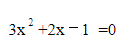 3x² +2x − 1 =0